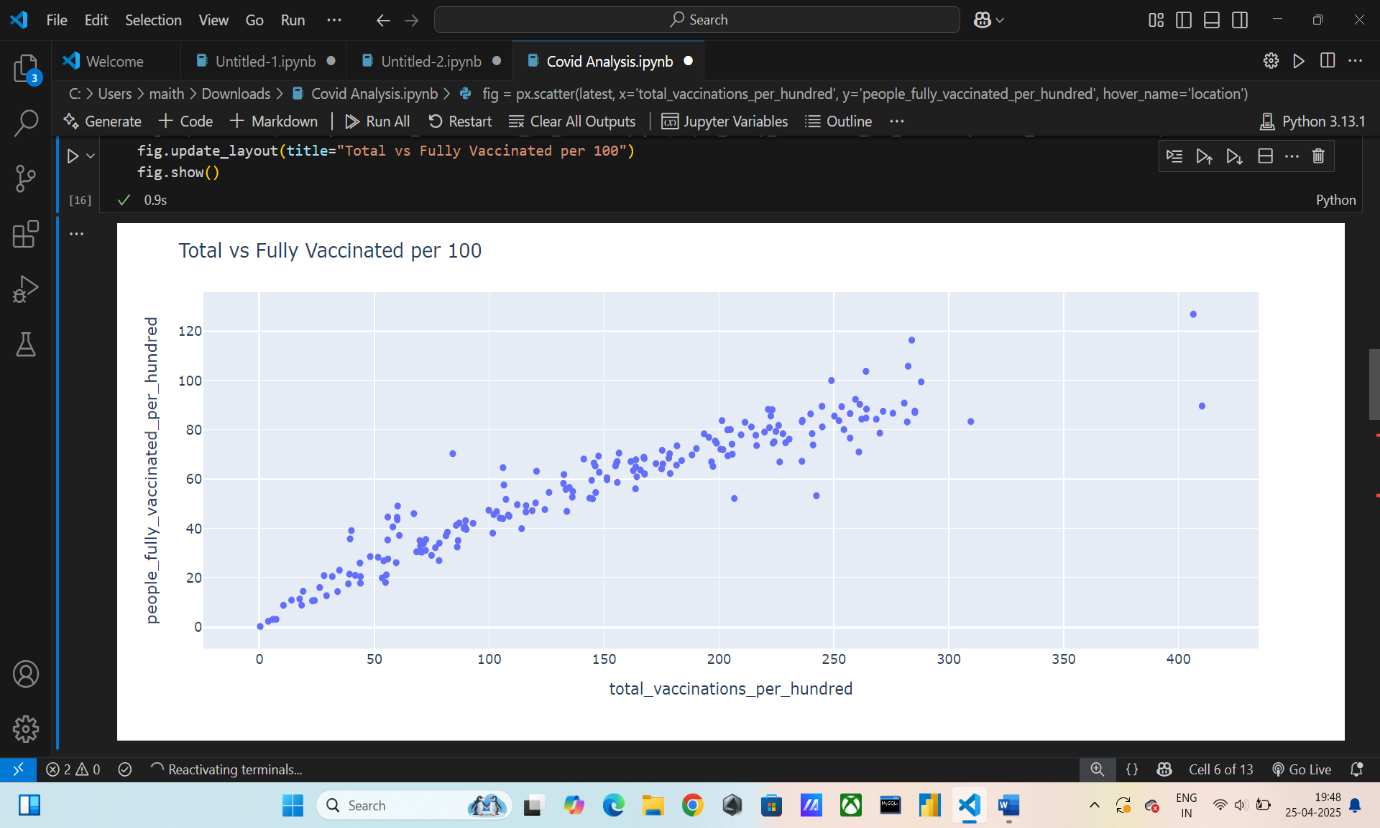 File Edit Selection View Go Run ··· Search
3
Welcome Untitled-1.ipynb Untitled-2.ipynb Covid Analysis.ipynb
C: > Users > maith > Downloads > Covid Analysis.ipynb > fig = px.scatter(latest, x='total_vaccinations_per_hundred', y='people_fully_vaccinated_per_hundred', hover_name='location')
Generate + Code + Markdown Run All Restart Clear All Outputs Jupyter Variables Outline ··· Python 3.13.1
fig.update_layout(title="Total vs Fully Vaccinated per 100")
fig.show()
[16] 0.9s Python
Total vs Fully Vaccinated per 100
people_fully_vaccinated_per_hundred
120
100
80
60
40
20
0
0 50 100 150 200 250 300 350 400
total_vaccinations_per_hundred
2 0 Reactivating terminals... {} Cell 6 of 13 Go Live
Search ENG 19:48
IN 25-04-2025